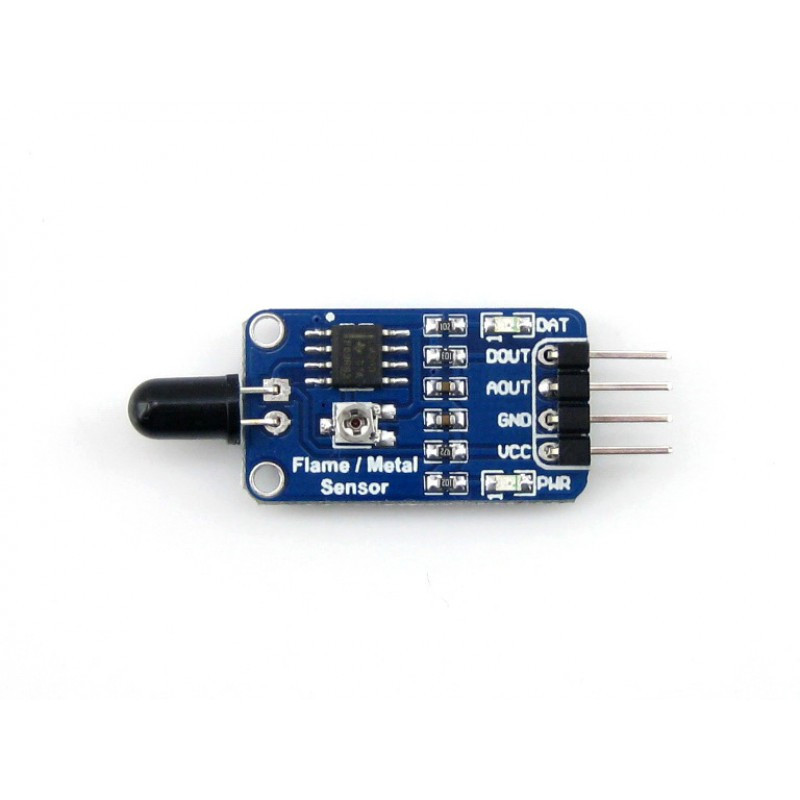 DAT
DOUT
AOUT
GND
VCC
Flame / Metal
Sensor
PWR